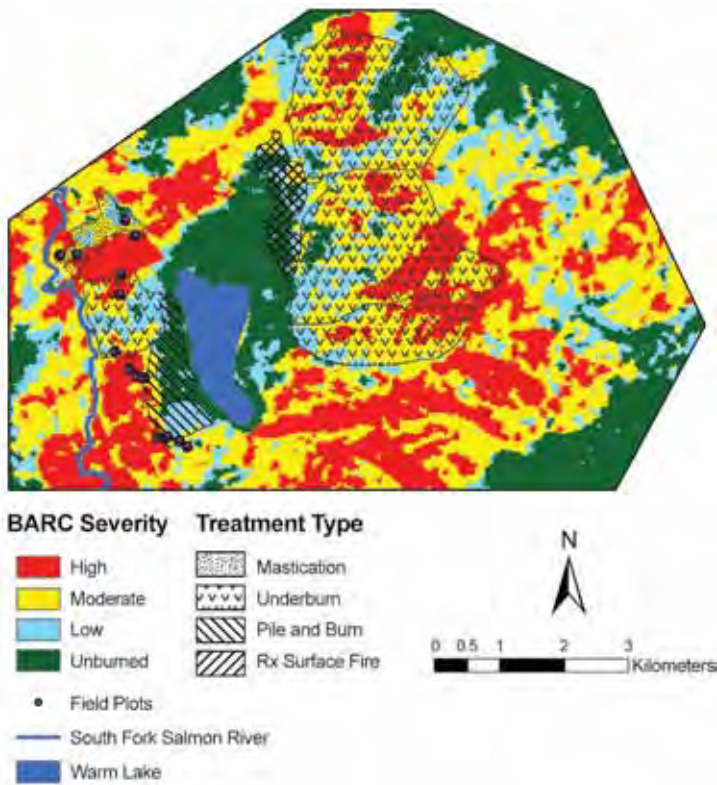 BARC Severity
Treatment Type
High
Mastication
Moderate
Underburn
Low
Pile and Burn
Unburned
Rx Surface Fire
Field Plots
South Fork Salmon River
Warm Lake
N
0 0.5 1 2 3
Kilometers